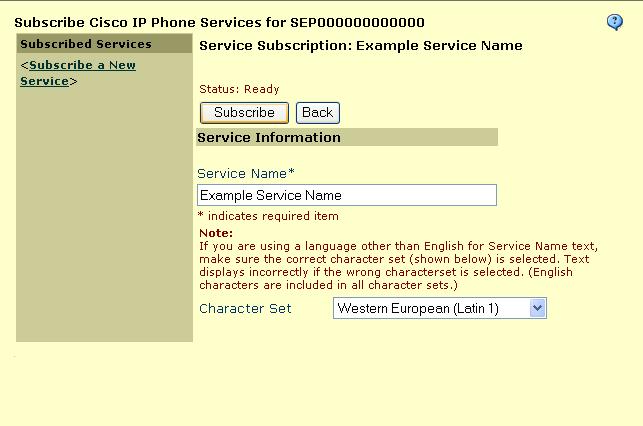 Subscribe Cisco IP Phone Services for SEP000000000000
?
Subscribed Services
<Subscribe a New
Service>
Service Subscription: Example Service Name
Status: Ready
Subscribe Back
Service Information
Service Name*
Example Service Name
* indicates required item
Note:
If you are using a language other than English for Service Name text,
make sure the correct character set (shown below) is selected. Text
displays incorrectly if the wrong characterset is selected. (English
characters are included in all character sets.)
Character Set Western European (Latin 1)